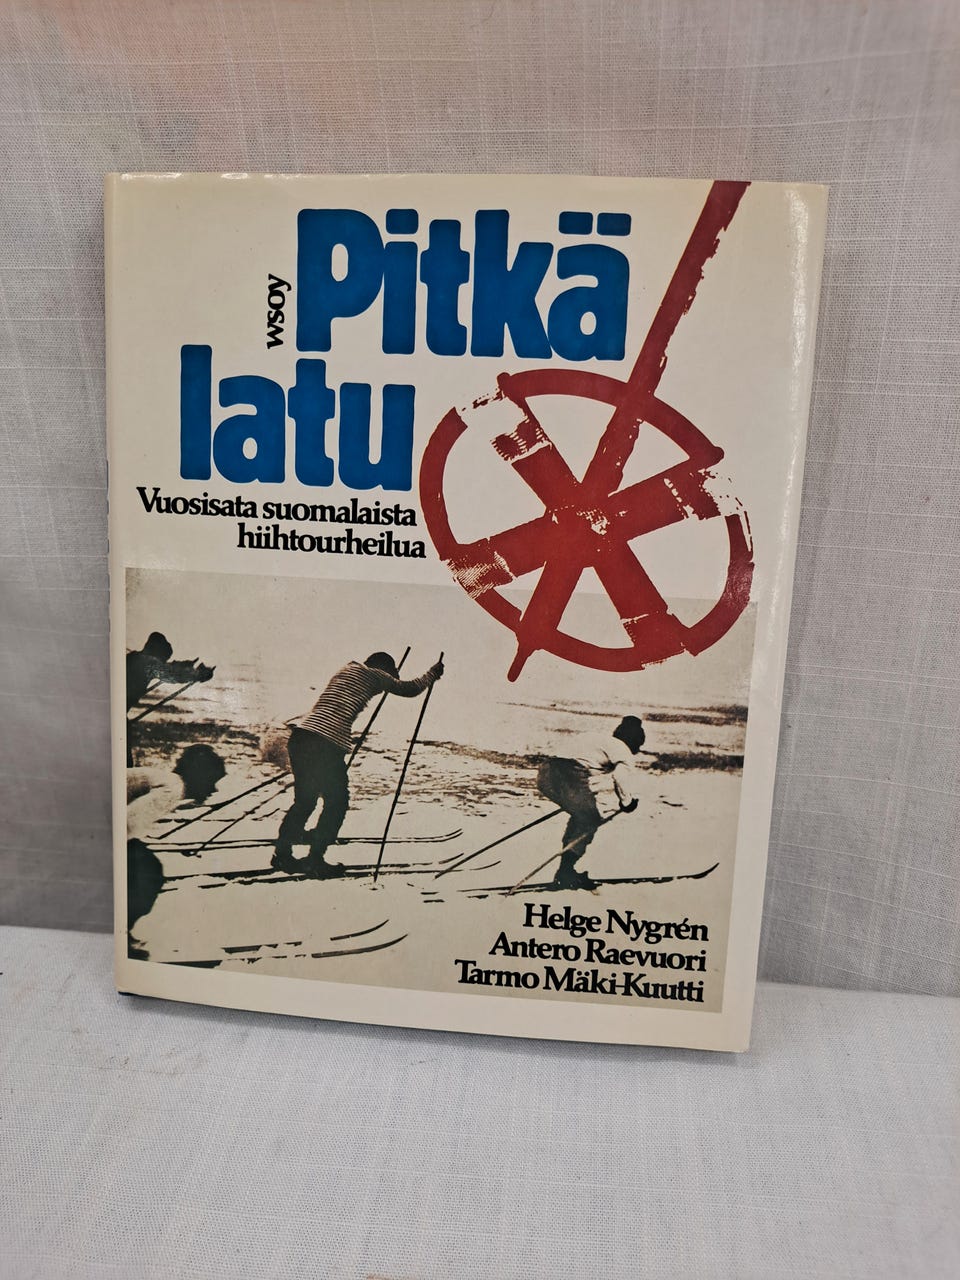 wsoy
Pitkä
latu
Vuosisata suomalaista
hiihtourheilua
Helge Nygrén
Antero Raevuori
Tarmo Mäki-Kuutti